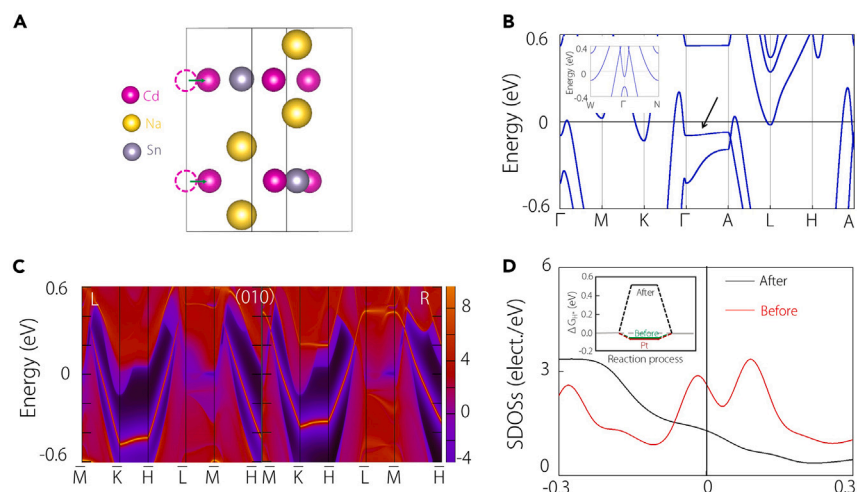 A
Cd
Na
Sn
B
Energy (eV)
0.6
0
-0.6
Γ M K Γ A L H A
Energy (eV)
0.4
0
-0.4
W Γ N
C
Energy (eV)
0.6
0
-0.6
L (010) R
M̅ K̅ H̅ L̅ M̅ H̅ M̅ K̅ H̅ L̅ M̅ H̅
8
4
2
0
-2
-4
D
SDOSs (elect./eV)
6
3
0
-0.3 0 0.3
After
Before
ΔG_H* (eV)
0.6
0.4
0.2
0.0
-0.2
After
Before
Pt
Reaction process